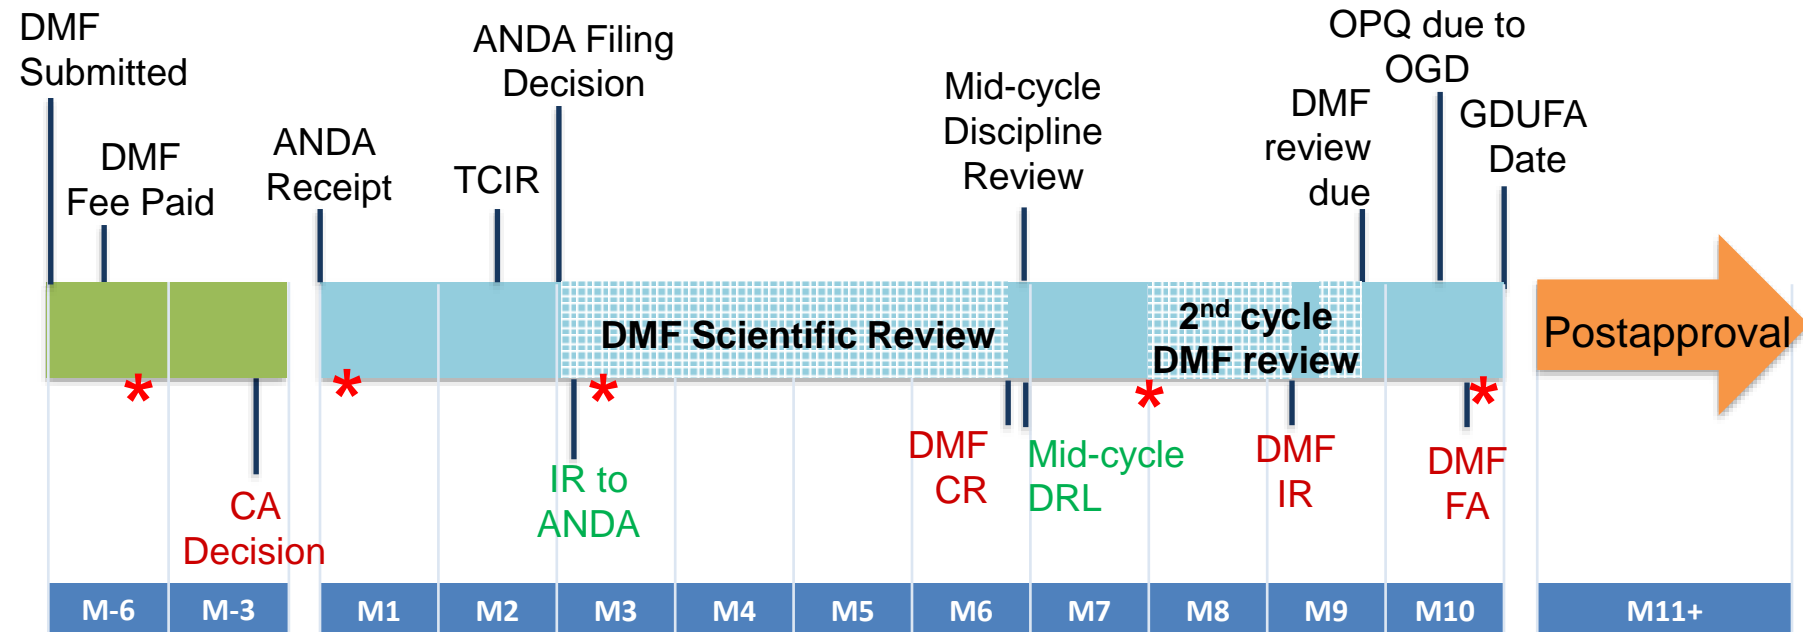 DMF
Submitted
DMF
Fee Paid
ANDA
Receipt
TCIR
ANDA Filing
Decision
Mid-cycle
Discipline
Review
DMF
review
due
OPQ due to
OGD
GDUFA
Date
DMF Scientific Review
2nd cycle
DMF review
Postapproval
*
*
*
*
*
CA
Decision
IR to
ANDA
DMF
CR
Mid-cycle
DRL
DMF
IR
DMF
FA
M-6
M-3
M1
M2
M3
M4
M5
M6
M7
M8
M9
M10
M11+